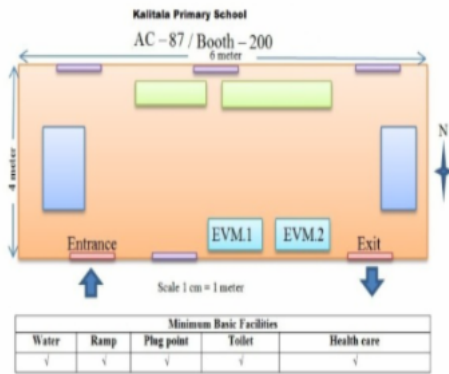 Kalitala Primary School
AC – 87 / Booth – 200
6 meter
4 meter
N
EVM.1 EVM.2
Entrance Exit
Scale 1 cm = 1 meter
Minimum Basic Facilities
Water Ramp Plug point Toilet Health care
√ √ √ √ √